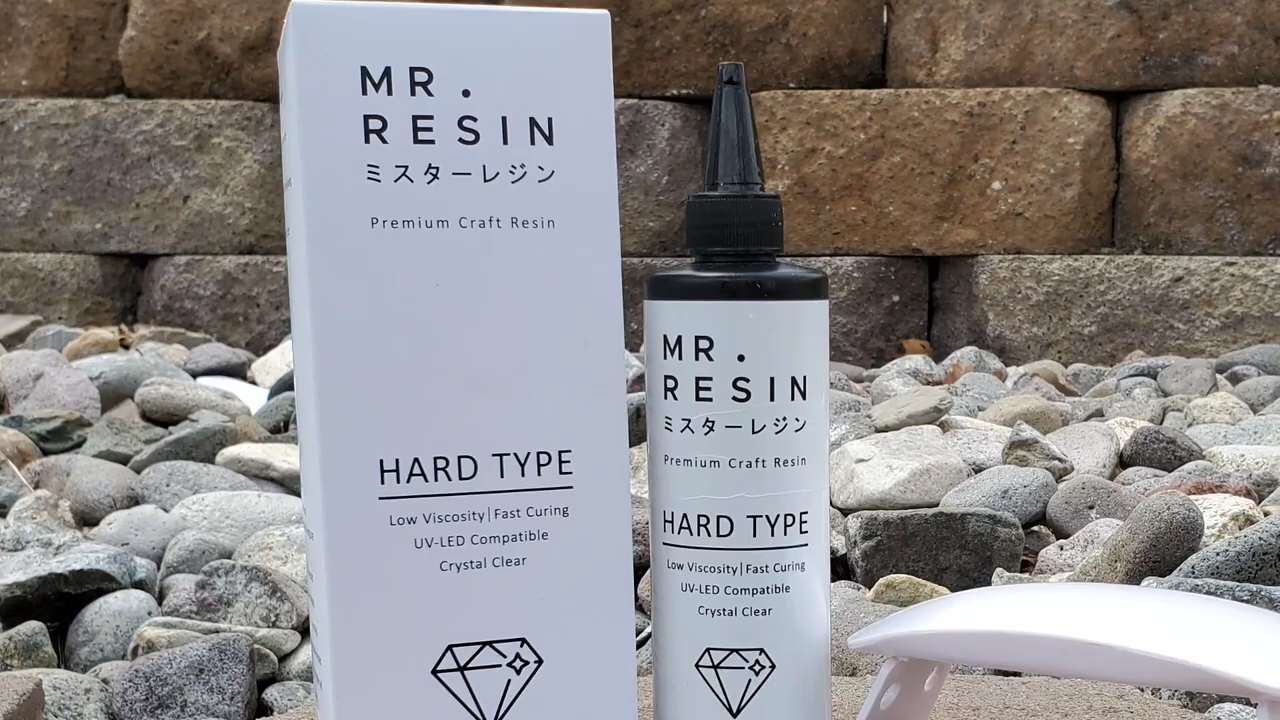 MR.
RESIN
ミスターレジン
Premium Craft Resin
HARD TYPE
Low Viscosity|Fast Curing
UV-LED Compatible
Crystal Clear
MR.
RESIN
ミスターレジン
Premium Craft Resin
HARD TYPE
Low Viscosity|Fast Curing
UV-LED Compatible
Crystal Clear